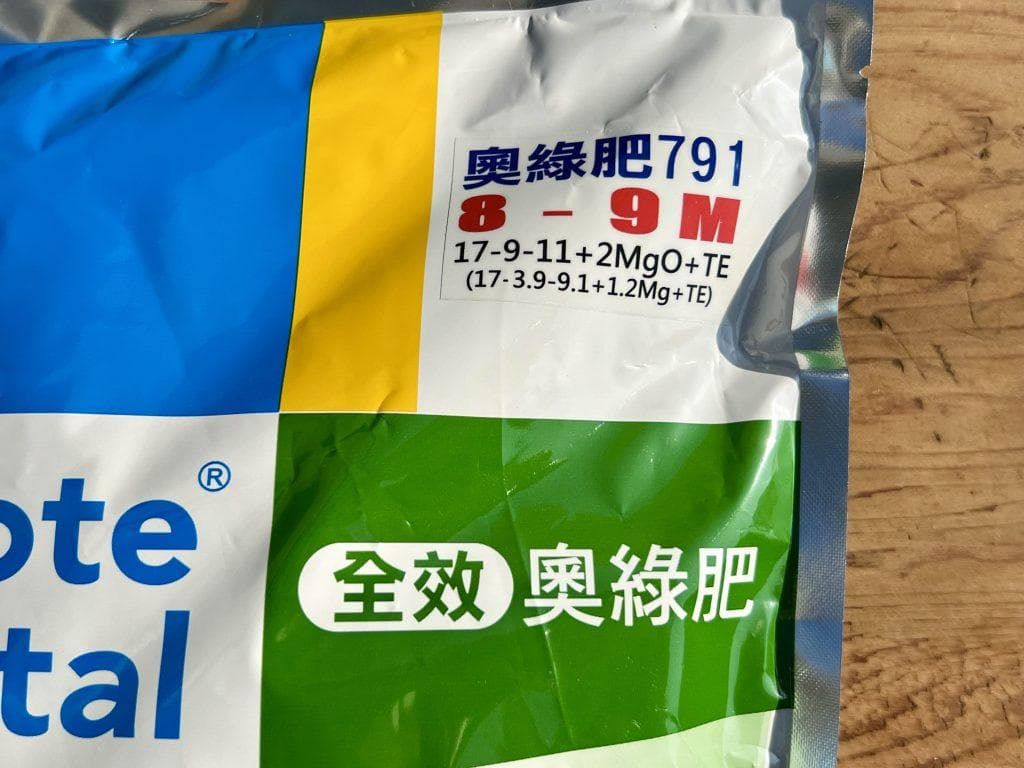 奧綠肥791
8-9M
17-9-11+2MgO+TE
(17-3.9-9.1+1.2Mg+TE)
ote®
tal
全效 奧綠肥